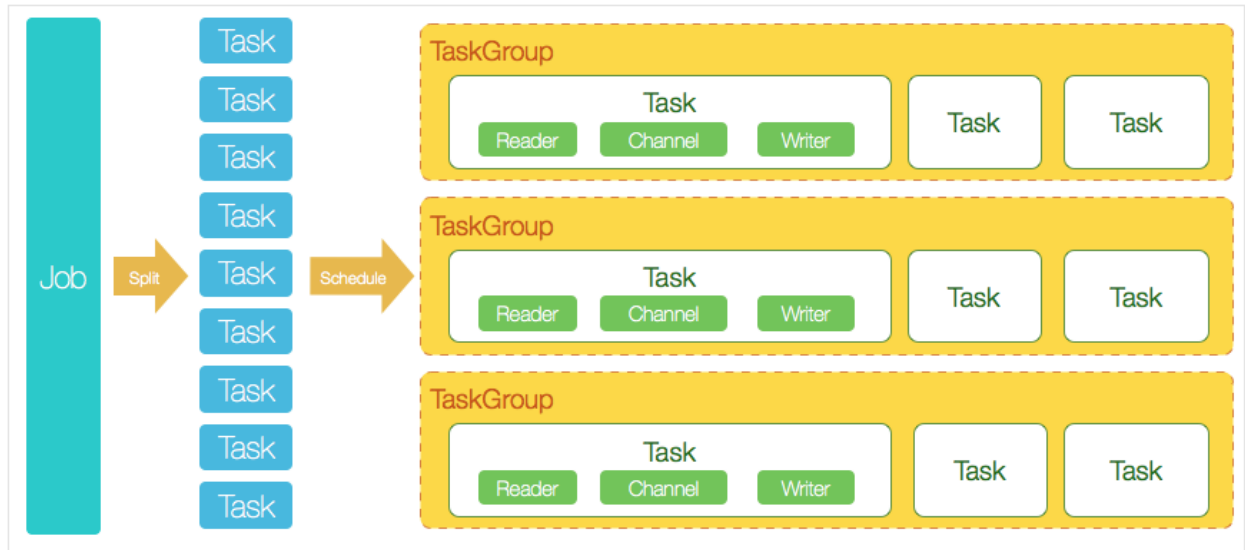 Job
Split
Task
Task
Task
Task
Task
Task
Task
Task
Task
Schedule
TaskGroup
Task
Reader
Channel
Writer
Task
Task
TaskGroup
Task
Reader
Channel
Writer
Task
Task
TaskGroup
Task
Reader
Channel
Writer
Task
Task